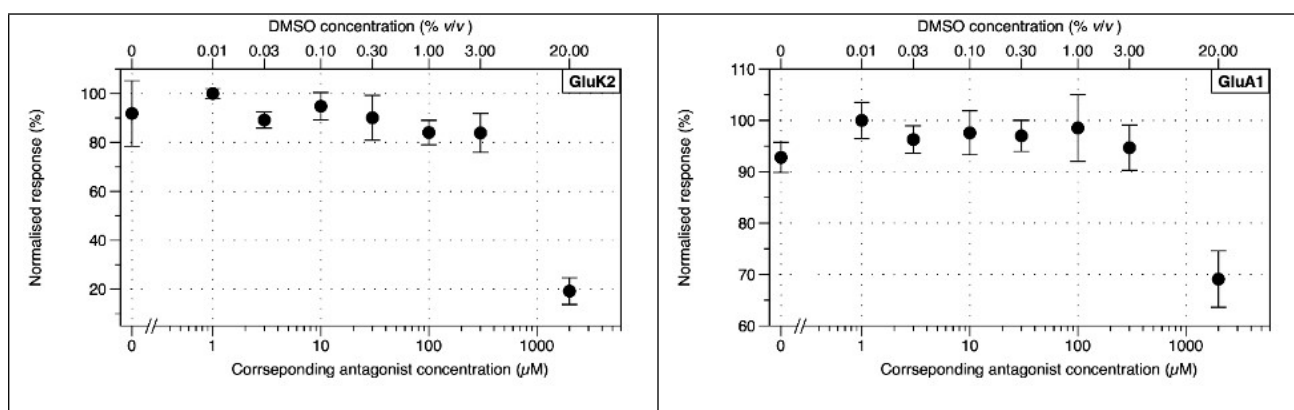 DMSO concentration (% v/v)
0 0.01 0.03 0.10 0.30 1.00 3.00 20.00
GluK2
100
80
60
40
20
Normalised response (%)
0 1 10 100 1000
Corrseponding antagonist concentration (µM)
DMSO concentration (% v/v)
0 0.01 0.03 0.10 0.30 1.00 3.00 20.00
GluA1
110
100
90
80
70
60
Normalised response (%)
0 1 10 100 1000
Corrseponding antagonist concentration (µM)